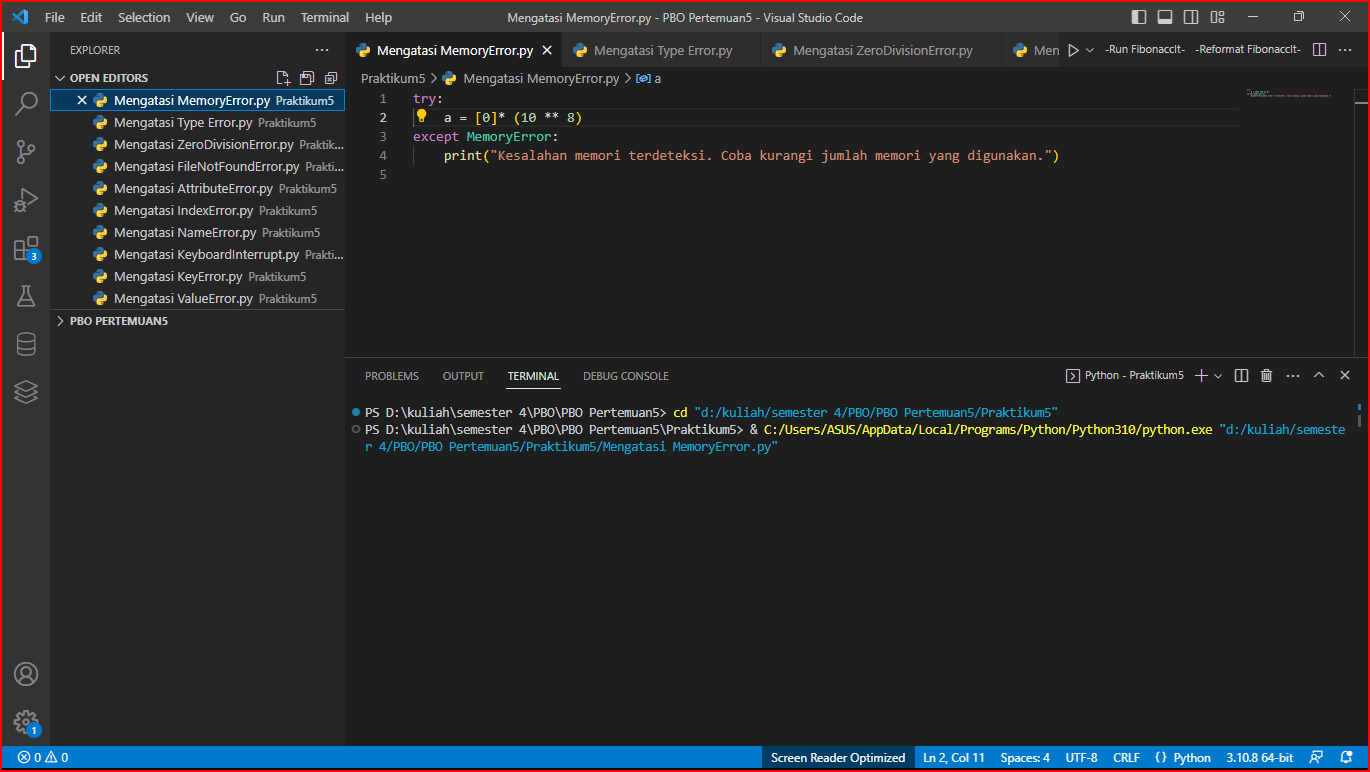 File Edit Selection View Go Run Terminal Help Mengatasi MemoryError.py - PBO Pertemuan5 - Visual Studio Code
EXPLORER
OPEN EDITORS
Mengatasi MemoryError.py Praktikum5
Mengatasi Type Error.py Praktikum5
Mengatasi ZeroDivisionError.py Praktik...
Mengatasi FileNotFoundError.py Prakti...
Mengatasi AttributeError.py Praktikum5
Mengatasi IndexError.py Praktikum5
Mengatasi NameError.py Praktikum5
Mengatasi KeyboardInterrupt.py Prakti...
Mengatasi KeyError.py Praktikum5
Mengatasi ValueError.py Praktikum5
PBO PERTEMUAN5
3
1
Mengatasi MemoryError.py Mengatasi Type Error.py Mengatasi ZeroDivisionError.py Men -Run FibonaccIt- -Reformat FibonaccIt-
Praktikum5 > Mengatasi MemoryError.py > a
1 try:
2 a = [0]* (10 ** 8)
3 except MemoryError:
4 print("Kesalahan memori terdeteksi. Coba kurangi jumlah memori yang digunakan.")
5
PROBLEMS OUTPUT TERMINAL DEBUG CONSOLE Python - Praktikum5
PS D:\kuliah\semester 4\PBO\PBO Pertemuan5> cd "d:/kuliah/semester 4/PBO/PBO Pertemuan5/Praktikum5"
PS D:\kuliah\semester 4\PBO\PBO Pertemuan5\Praktikum5> & C:/Users/ASUS/AppData/Local/Programs/Python/Python310/python.exe "d:/kuliah/semeste
r 4/PBO/PBO Pertemuan5/Praktikum5/Mengatasi MemoryError.py"
0 0 Screen Reader Optimized Ln 2, Col 11 Spaces: 4 UTF-8 CRLF {} Python 3.10.8 64-bit